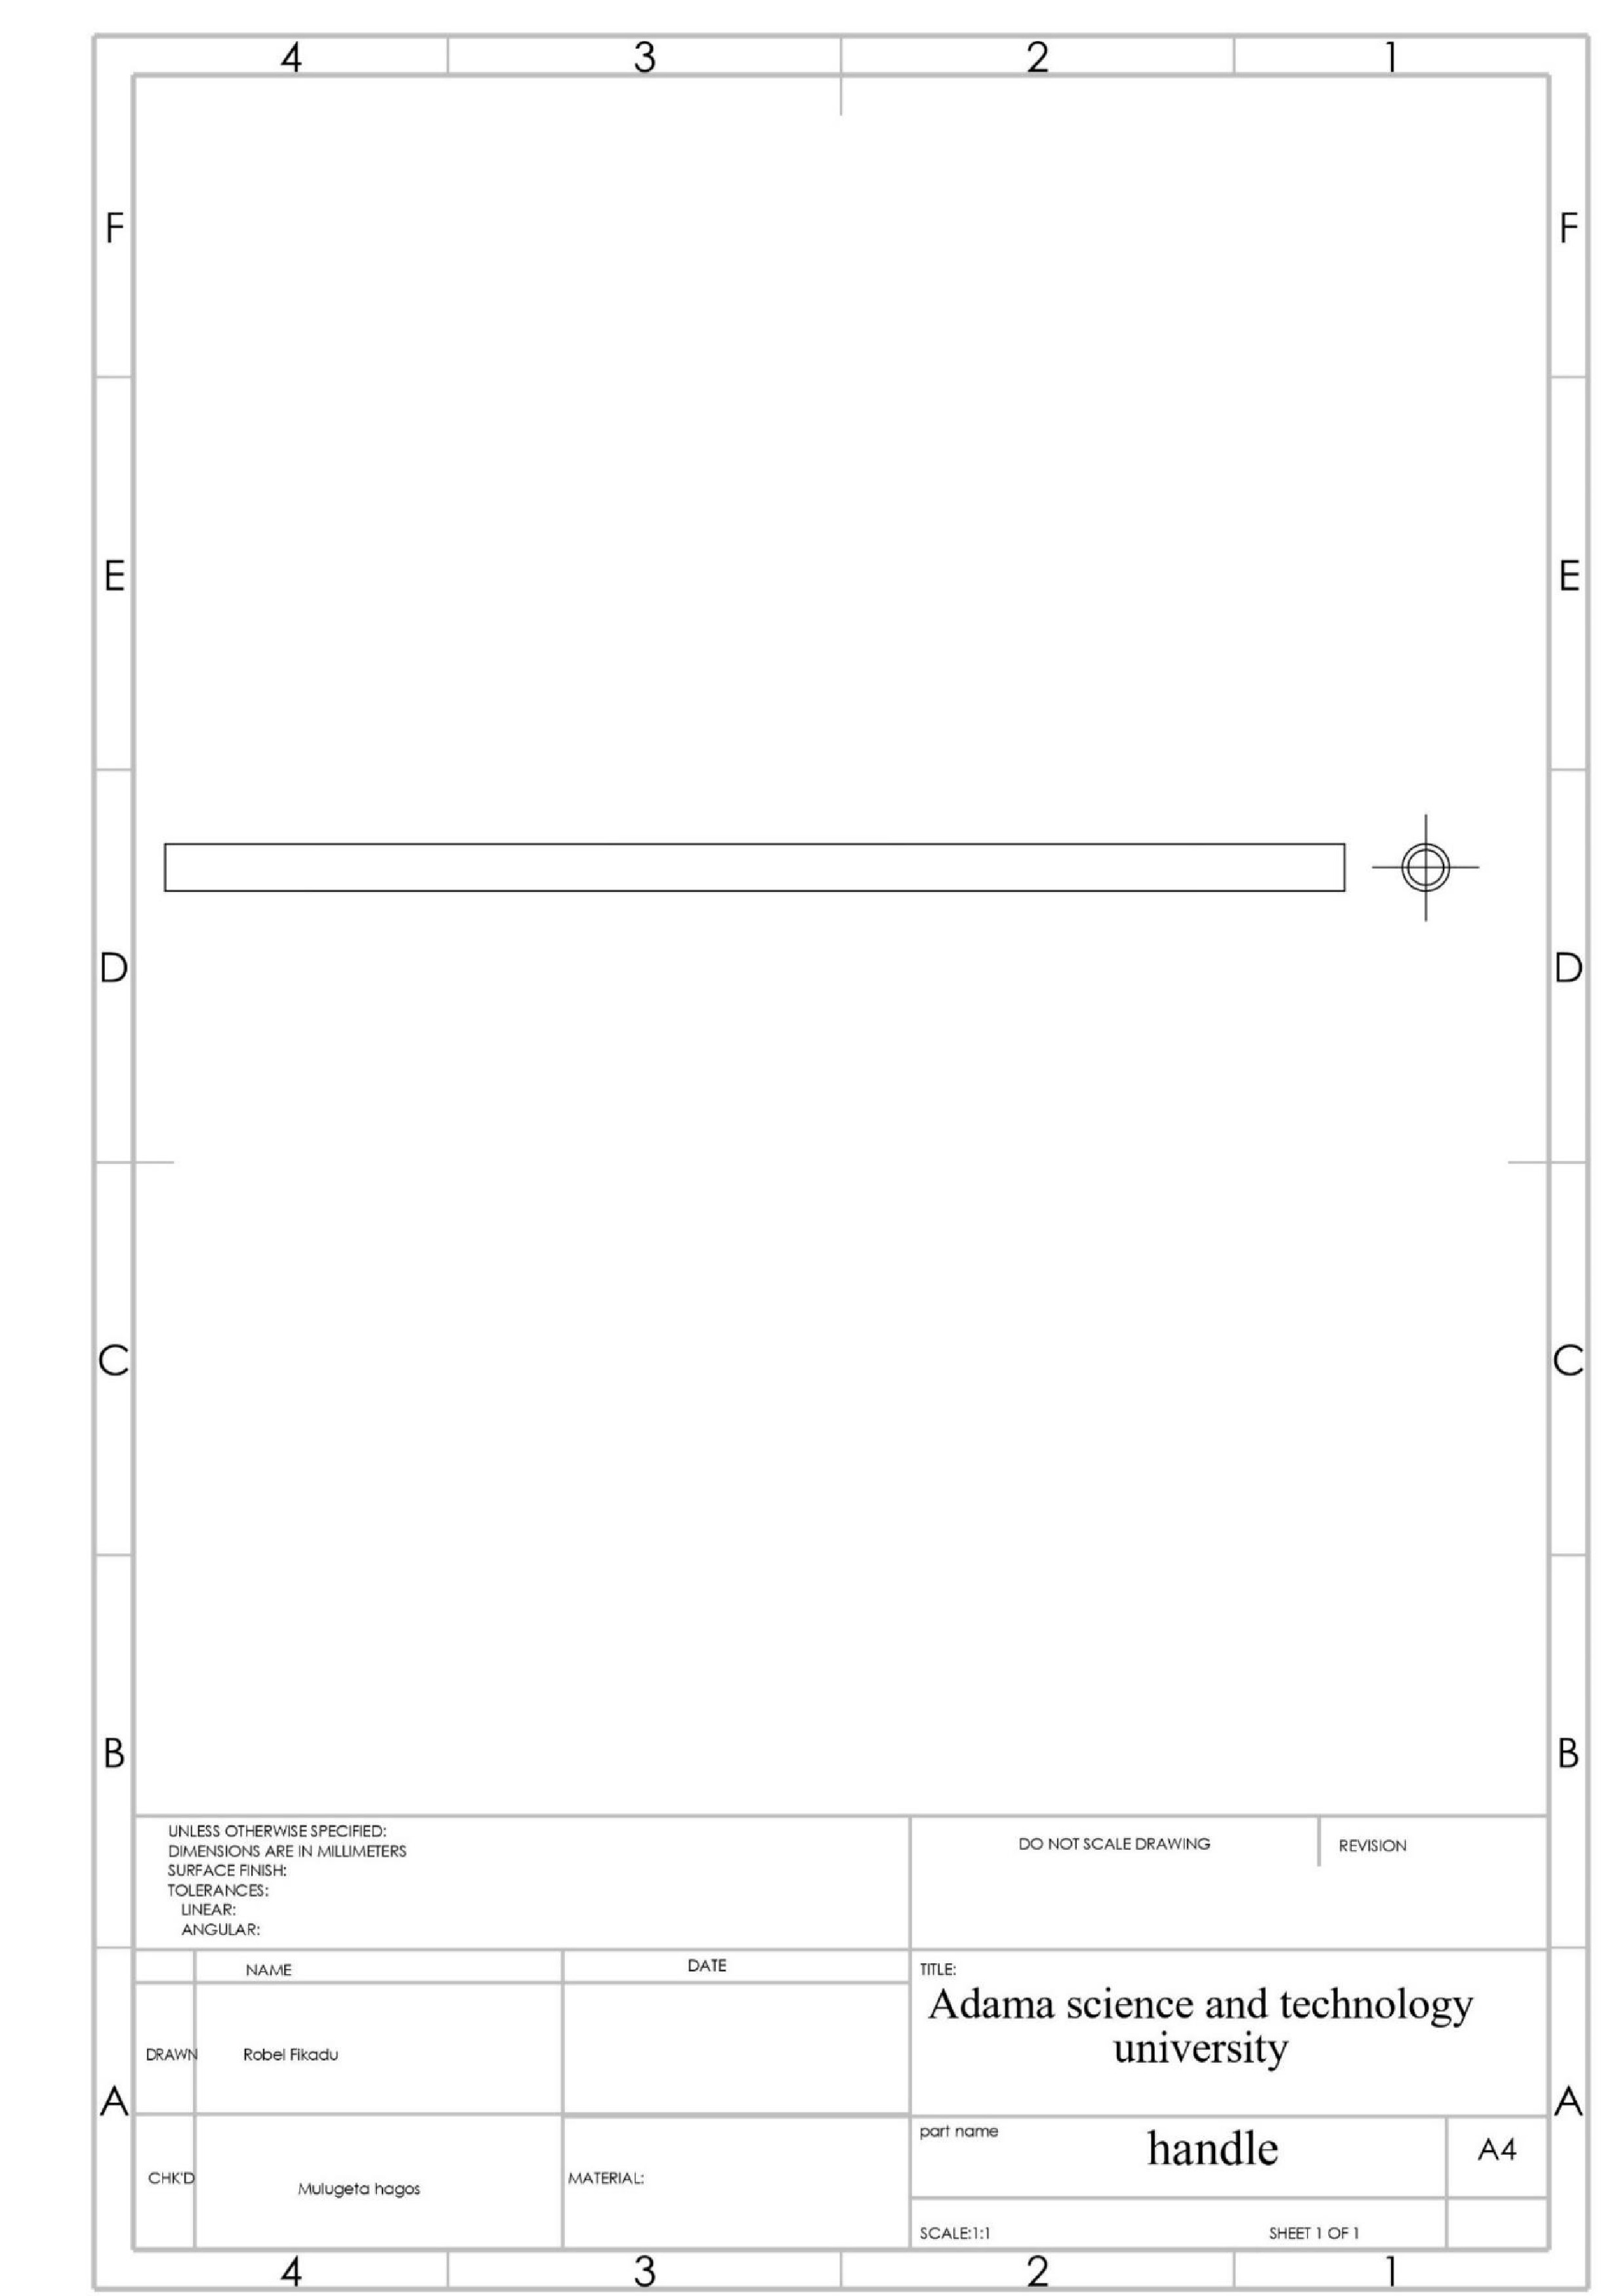 4 3 2 1
F F
E E
D D
C C
B B
UNLESS OTHERWISE SPECIFIED:
DIMENSIONS ARE IN MILLIMETERS
SURFACE FINISH:
TOLERANCES:
LINEAR:
ANGULAR:
DO NOT SCALE DRAWING
REVISION
NAME
DATE
TITLE:
Adama science and technology
university
DRAWN
Robel Fikadu
A A
part name
handle
A4
CHK'D
Mulugeta hagos
MATERIAL:
SCALE:1:1
SHEET 1 OF 1
4 3 2 1